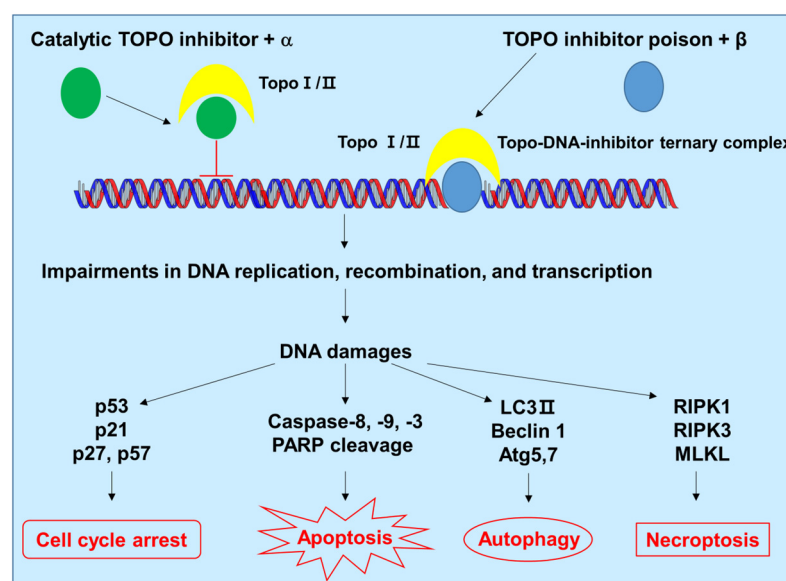 Catalytic TOPO inhibitor + α
TOPO inhibitor poison + β
Topo Ⅰ/Ⅱ
Topo Ⅰ/Ⅱ
Topo-DNA-inhibitor ternary complex
Impairments in DNA replication, recombination, and transcription
DNA damages
p53
p21
p27, p57
Caspase-8, -9, -3
PARP cleavage
LC3Ⅱ
Beclin 1
Atg5,7
RIPK1
RIPK3
MLKL
Cell cycle arrest
Apoptosis
Autophagy
Necroptosis